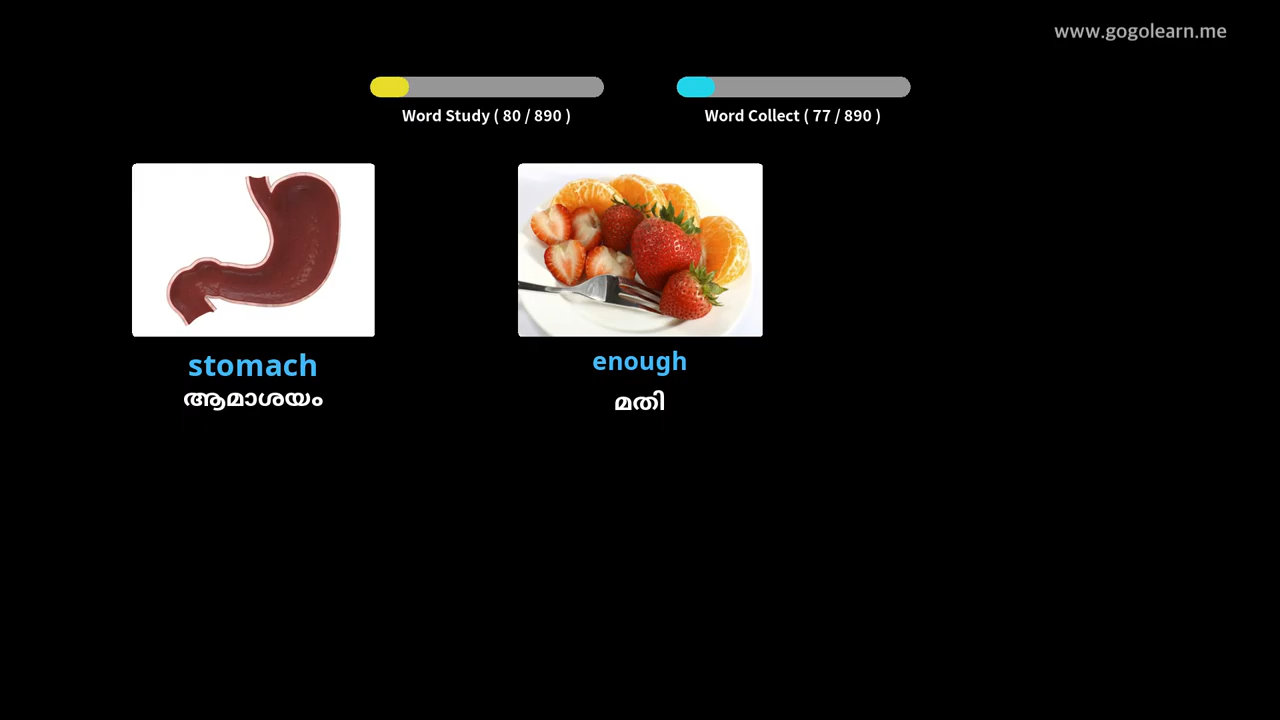 www.gogolearn.me
Word Study ( 80 / 890 )
Word Collect ( 77 / 890 )
stomach
ആമാശയം
enough
മതി